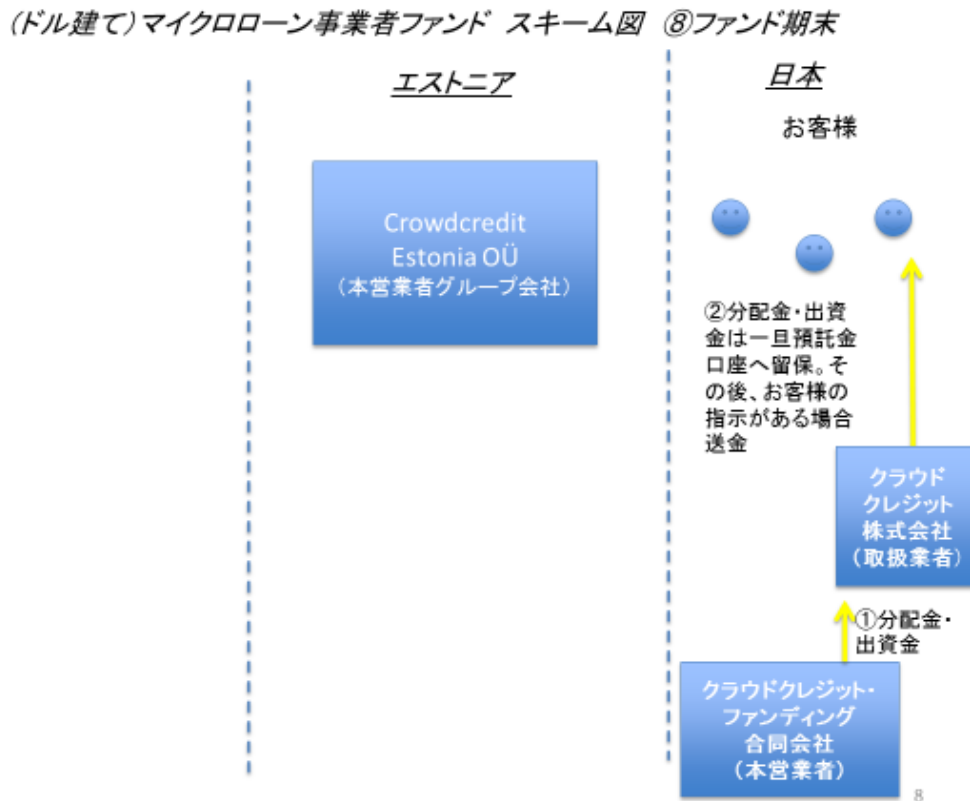 (ドル建て)マイクロローン事業者ファンド スキーム図 ⑧ファンド期末
エストニア
日本
お客様
Crowdcredit
Estonia OÜ
(本営業者グループ会社)
②分配金・出資
金は一旦預託金
口座へ留保。そ
の後、お客様の
指示がある場合
送金
クラウド
クレジット
株式会社
(取扱業者)
①分配金・
出資金
クラウドクレジット・
ファンディング
合同会社
(本営業者)
8